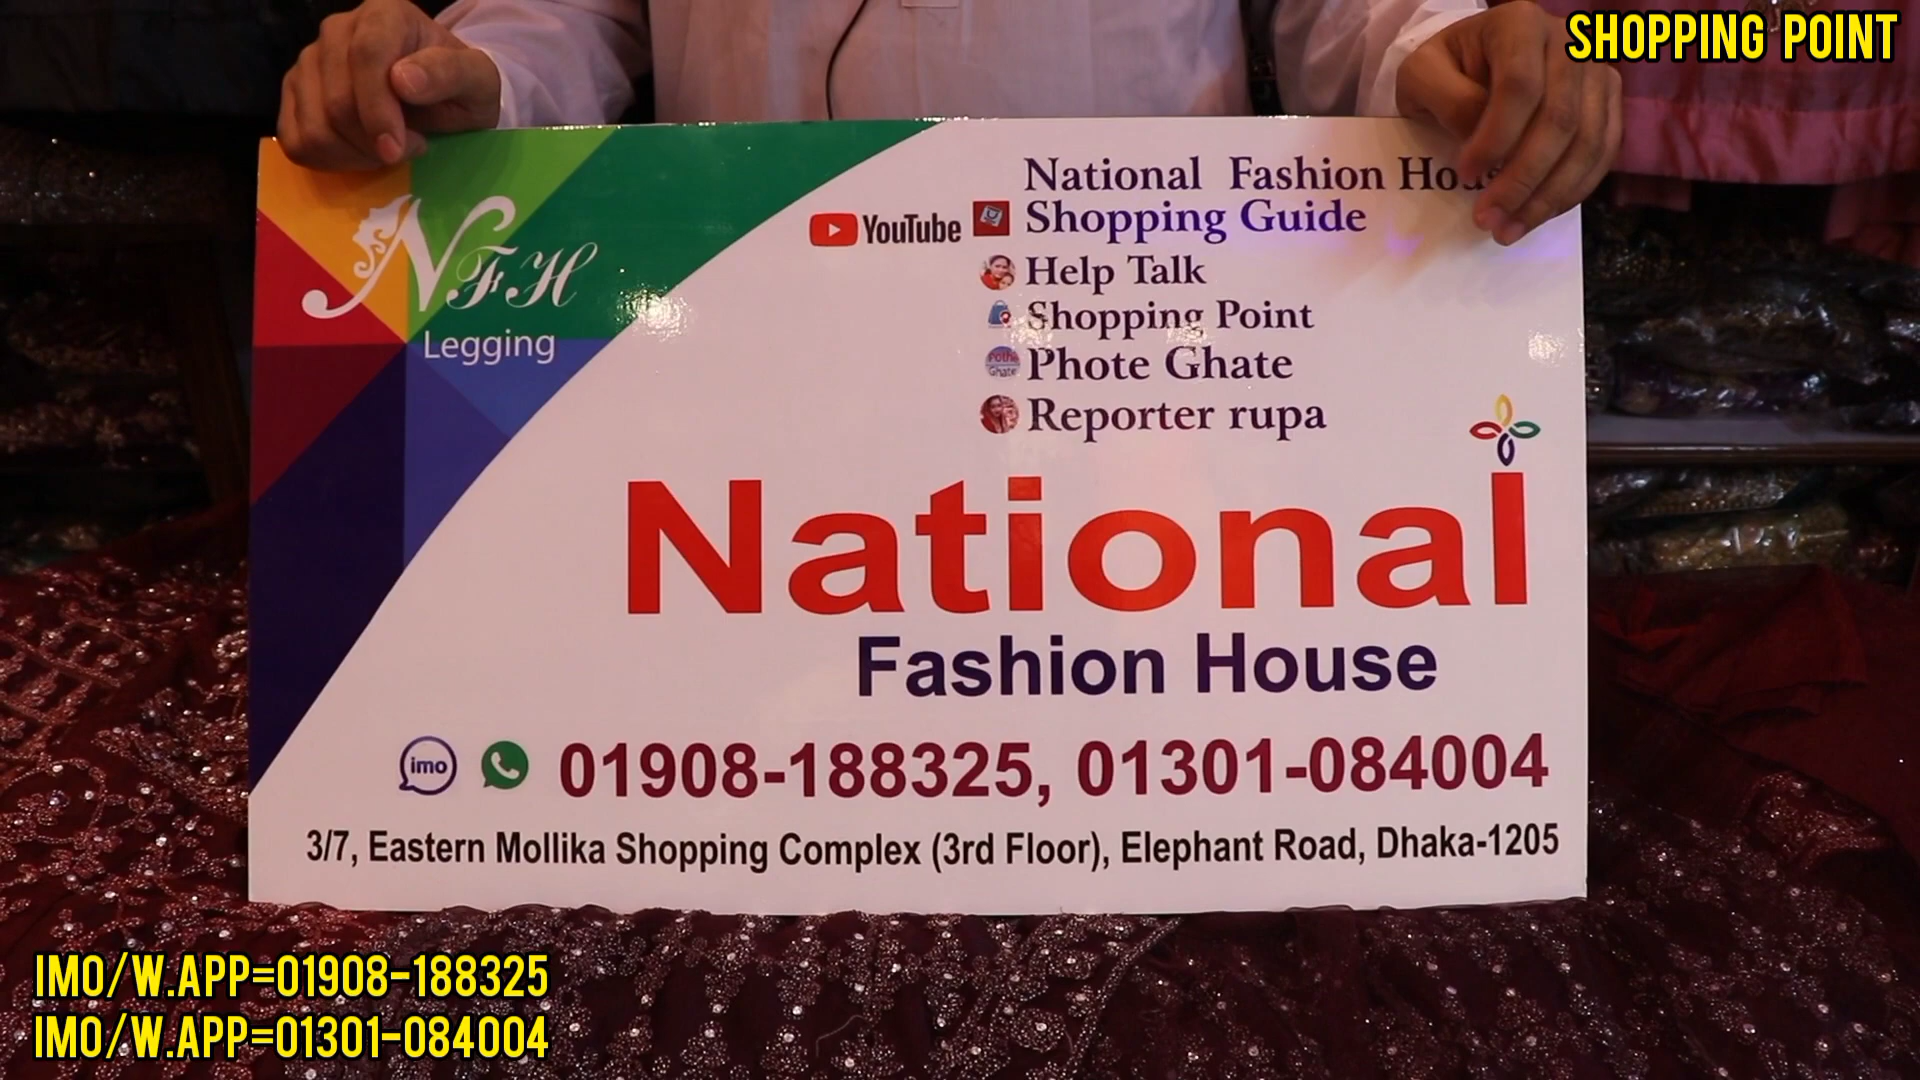 SHOPPING POINT
National Fashion House
YouTube Shopping Guide
Help Talk
Shopping Point
Phote Ghate
Reporter rupa
NFH
Legging
National
Fashion House
imo 01908-188325, 01301-084004
3/7, Eastern Mollika Shopping Complex (3rd Floor), Elephant Road, Dhaka-1205
IMO/W.APP=01908-188325
IMO/W.APP=01301-084004